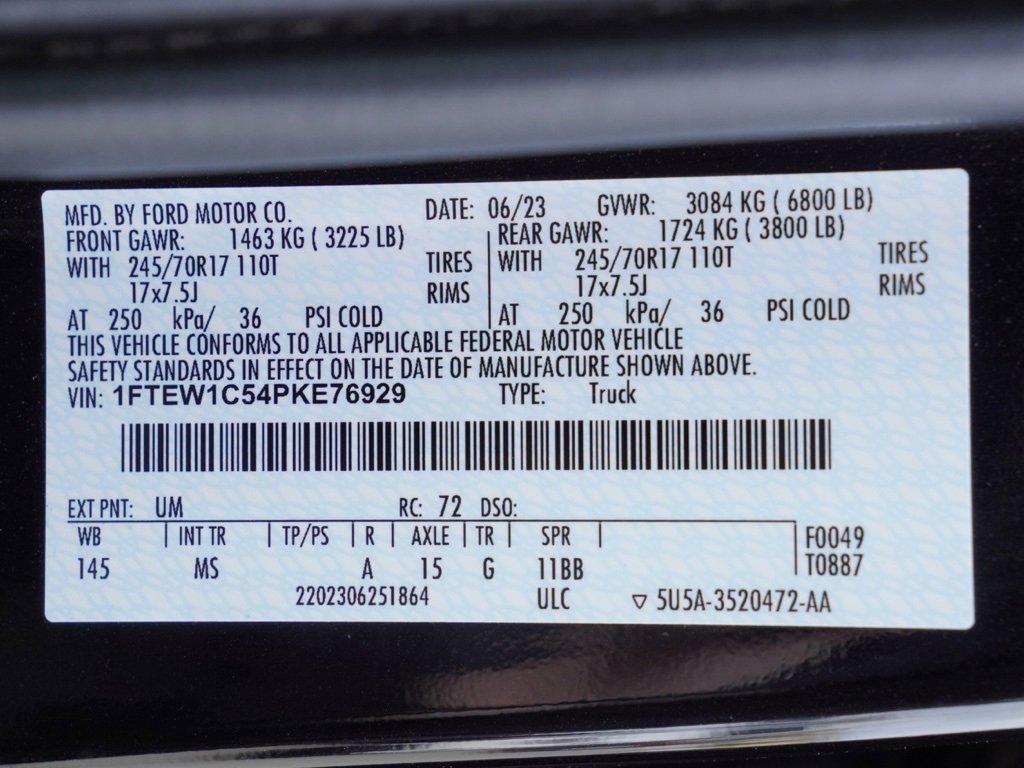 MFD. BY FORD MOTOR CO. DATE: 06/23 GVWR: 3084 KG ( 6800 LB)
FRONT GAWR: 1463 KG ( 3225 LB) REAR GAWR: 1724 KG ( 3800 LB)
WITH 245/70R17 110T TIRES WITH 245/70R17 110T TIRES
17x7.5J RIMS 17x7.5J RIMS
AT 250 kPa/ 36 PSI COLD AT 250 kPa/ 36 PSI COLD
THIS VEHICLE CONFORMS TO ALL APPLICABLE FEDERAL MOTOR VEHICLE
SAFETY STANDARDS IN EFFECT ON THE DATE OF MANUFACTURE SHOWN ABOVE.
VIN: 1FTEW1C54PKE76929 TYPE: Truck
EXT PNT: UM RC: 72 DSO:
WB | INT TR | TP/PS | R | AXLE | TR | SPR | F0049
145 MS A 15 G 11BB T0887
2202306251864 ULC ▽ 5U5A-3520472-AA